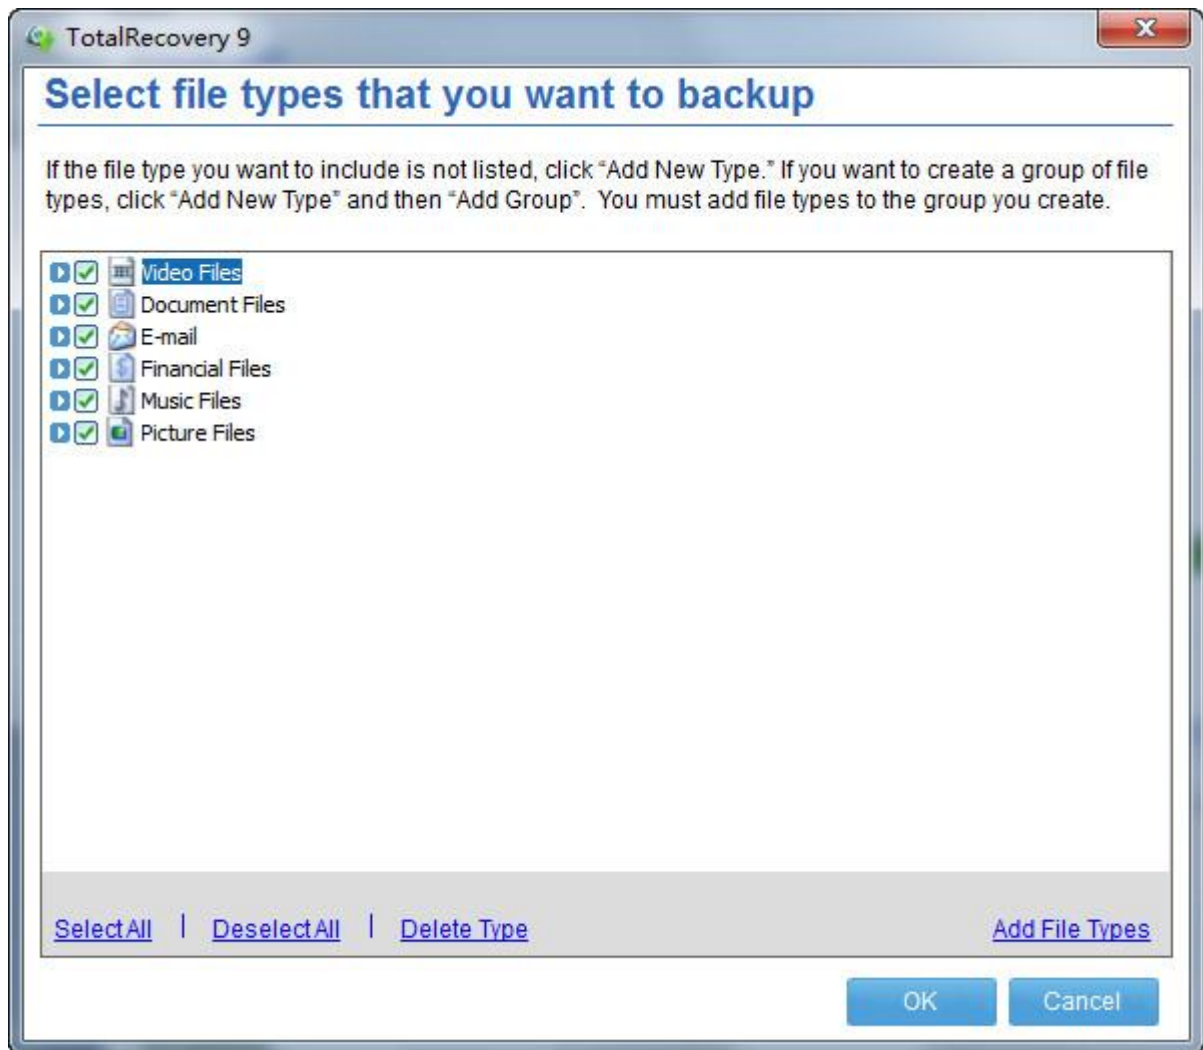 TotalRecovery 9
Select file types that you want to backup
If the file type you want to include is not listed, click “Add New Type.” If you want to create a group of file
types, click “Add New Type” and then “Add Group”.  You must add file types to the group you create.
Video Files
Document Files
E-mail
Financial Files
Music Files
Picture Files
Select All | Deselect All | Delete Type Add File Types
OK Cancel